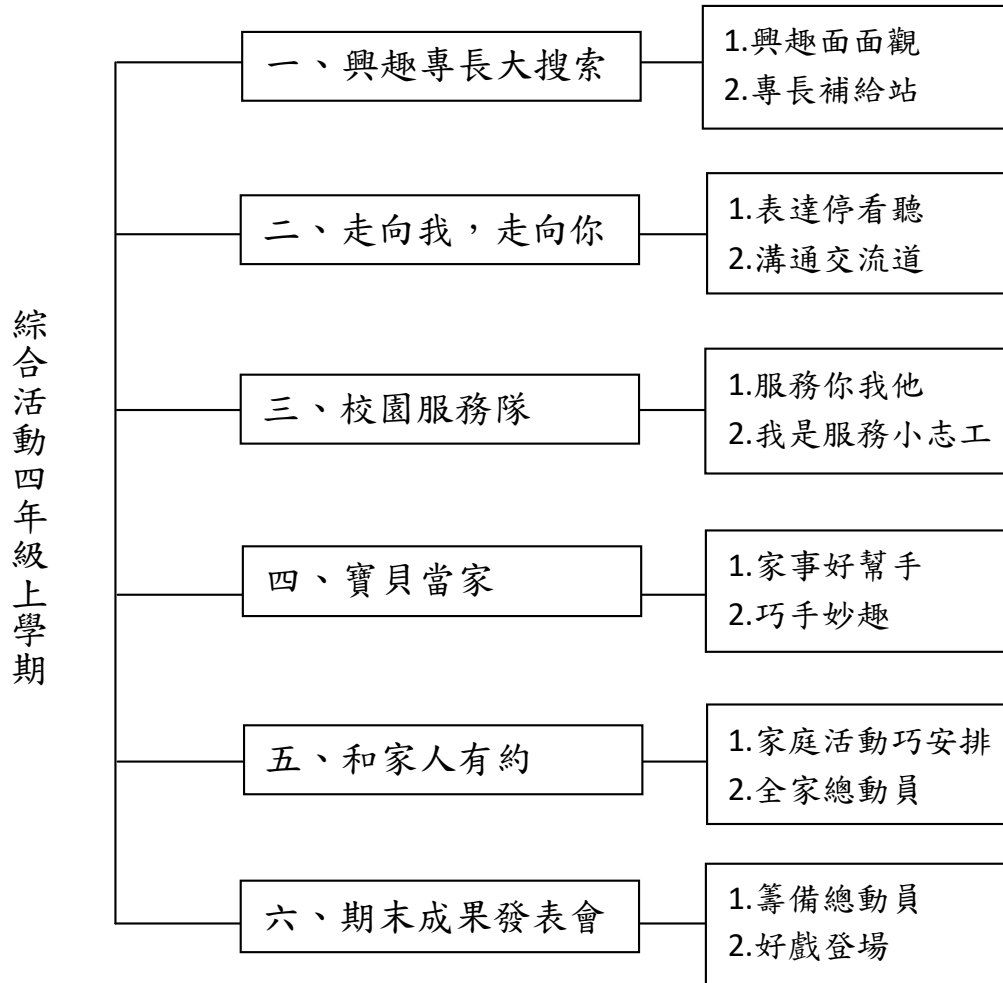 綜合活動四年級上學期
一、興趣專長大搜索
1.興趣面面觀
2.專長補給站
二、走向我，走向你
1.表達停看聽
2.溝通交流道
三、校園服務隊
1.服務你我他
2.我是服務小志工
四、寶貝當家
1.家事好幫手
2.巧手妙趣
五、和家人有約
1.家庭活動巧安排
2.全家總動員
六、期末成果發表會
1.籌備總動員
2.好戲登場